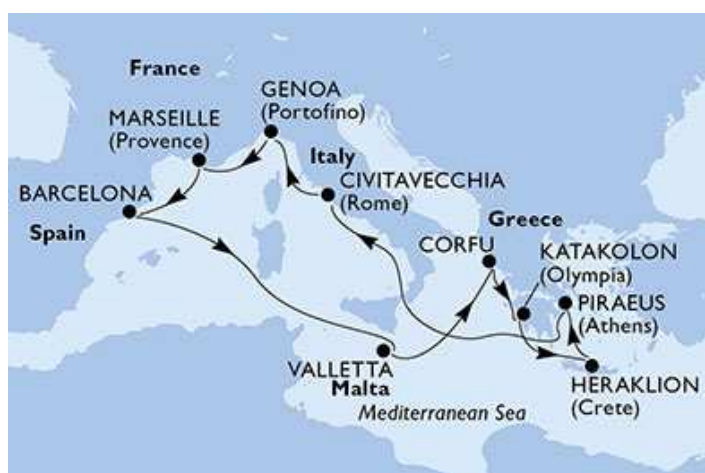 France
GENOA
(Portofino)
MARSEILLE
(Provence)
Italy
CIVITAVECCHIA
(Rome)
BARCELONA
Spain
Greece
CORFU
KATAKOLON
(Olympia)
PIRAEUS
(Athens)
VALLETTA
Malta
HERAKLION
(Crete)
Mediterranean Sea